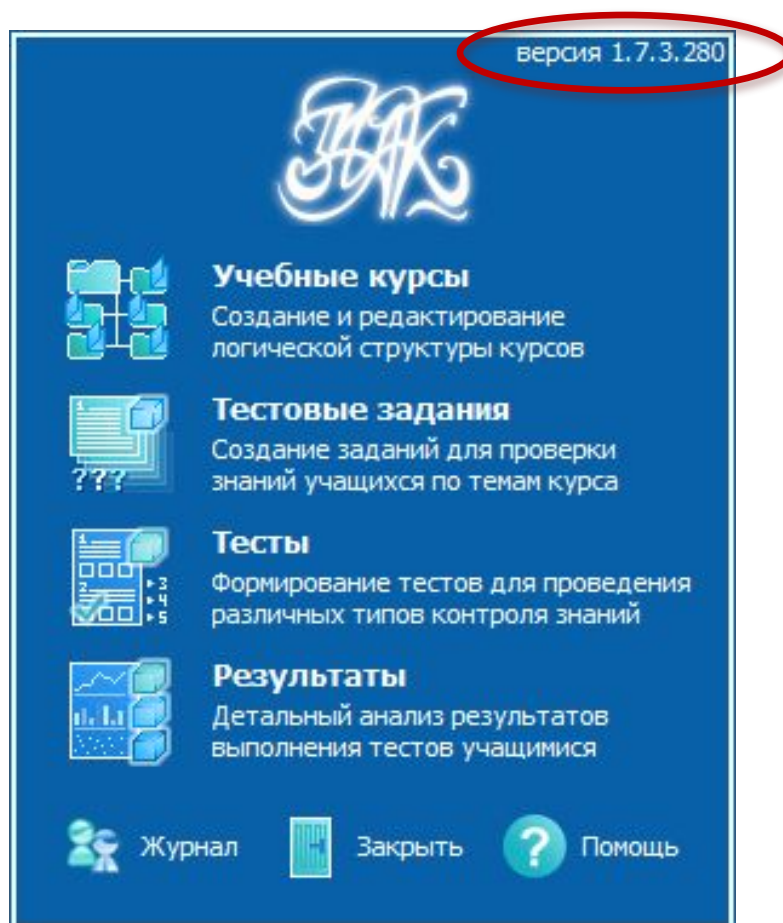 версия 1.7.3.280
ЗНАК
Учебные курсы
Создание и редактирование
логической структуры курсов
???
Тестовые задания
Создание заданий для проверки
знаний учащихся по темам курса
Тесты
Формирование тестов для проведения
различных типов контроля знаний
Результаты
Детальный анализ результатов
выполнения тестов учащимися
Журнал
Закрыть
? Помощь